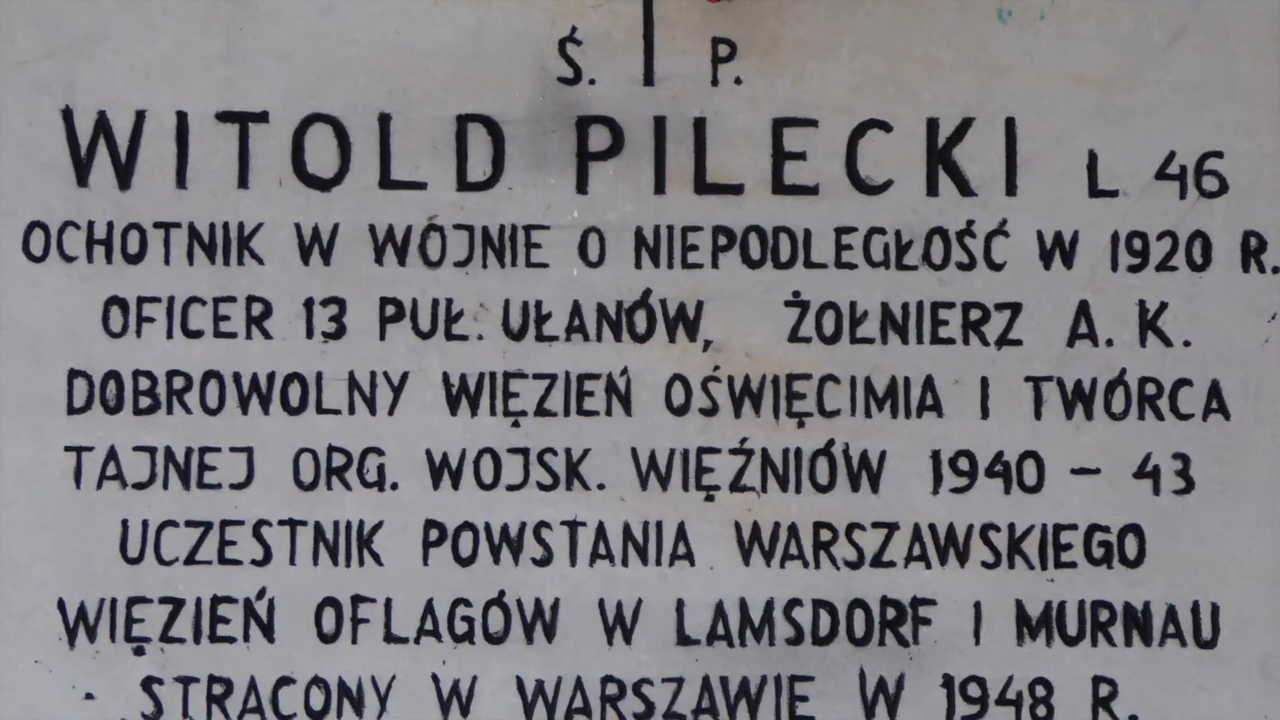 Ś. P.
WITOLD PILECKI L 46
OCHOTNIK W WOJNIE O NIEPODLEGŁOŚĆ W 1920 R.
OFICER 13 PUŁ. UŁANÓW, ŻOŁNIERZ A. K.
DOBROWOLNY WIĘZIEŃ OŚWIĘCIMIA I TWÓRCA
TAJNEJ ORG. WOJSK. WIĘŹNIÓW 1940 – 43
UCZESTNIK POWSTANIA WARSZAWSKIEGO
WIĘZIEŃ OFLAGÓW W LAMSDORF I MURNAU
STRACONY W WARSZAWIE W 1948 R.